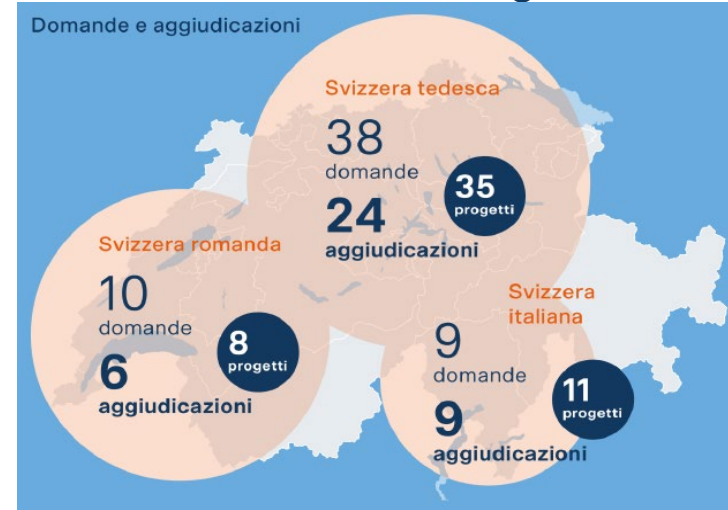 Domande e aggiudicazioni
Svizzera tedesca
38
domande
24
aggiudicazioni
35
progetti
Svizzera romanda
10
domande
6
aggiudicazioni
8
progetti
Svizzera
italiana
9
domande
9
aggiudicazioni
11
progetti